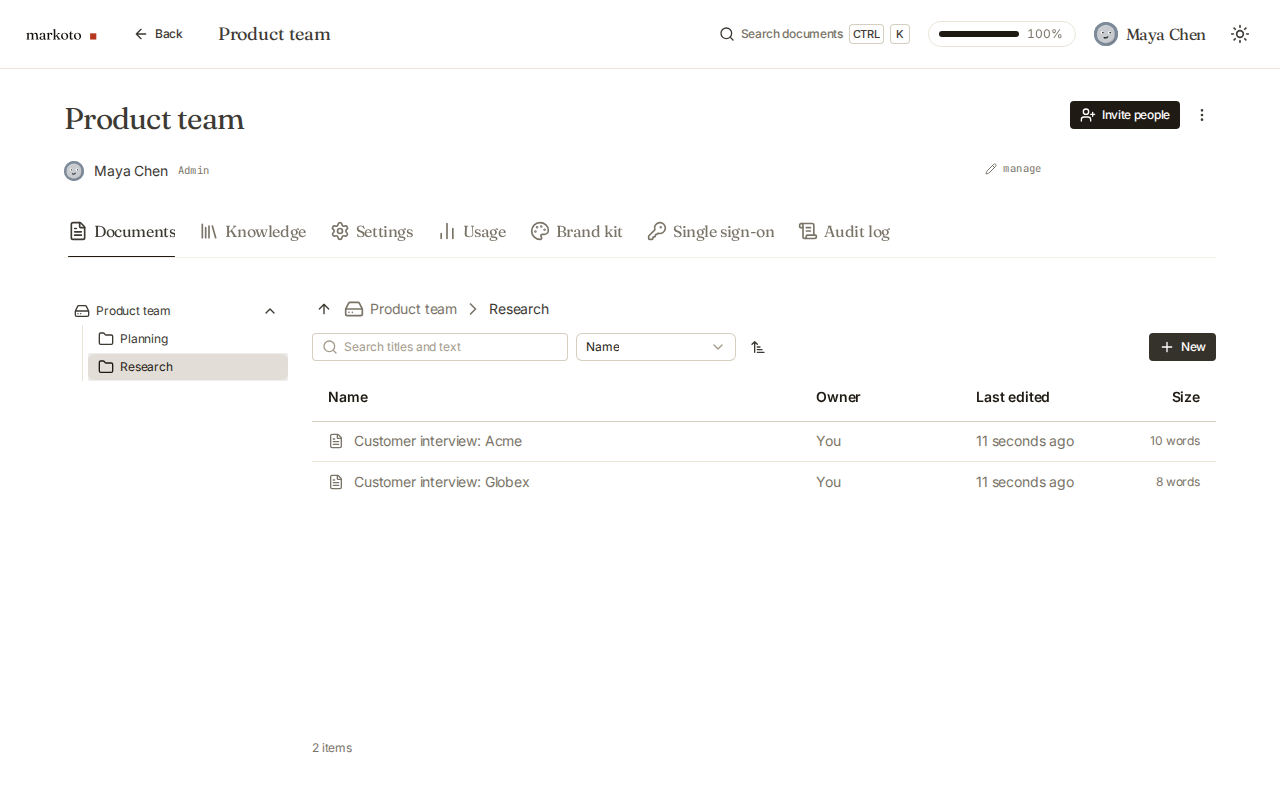 markoto
Back
Product team
Search documents CTRL K
100%
Maya Chen
Product team
Invite people
Maya Chen Admin
manage
Documents Knowledge Settings Usage Brand kit Single sign-on Audit log
Product team
Planning
Research
Product team Research
Search titles and text
Name
New
Name Owner Last edited Size
Customer interview: Acme You 11 seconds ago 10 words
Customer interview: Globex You 11 seconds ago 8 words
2 items